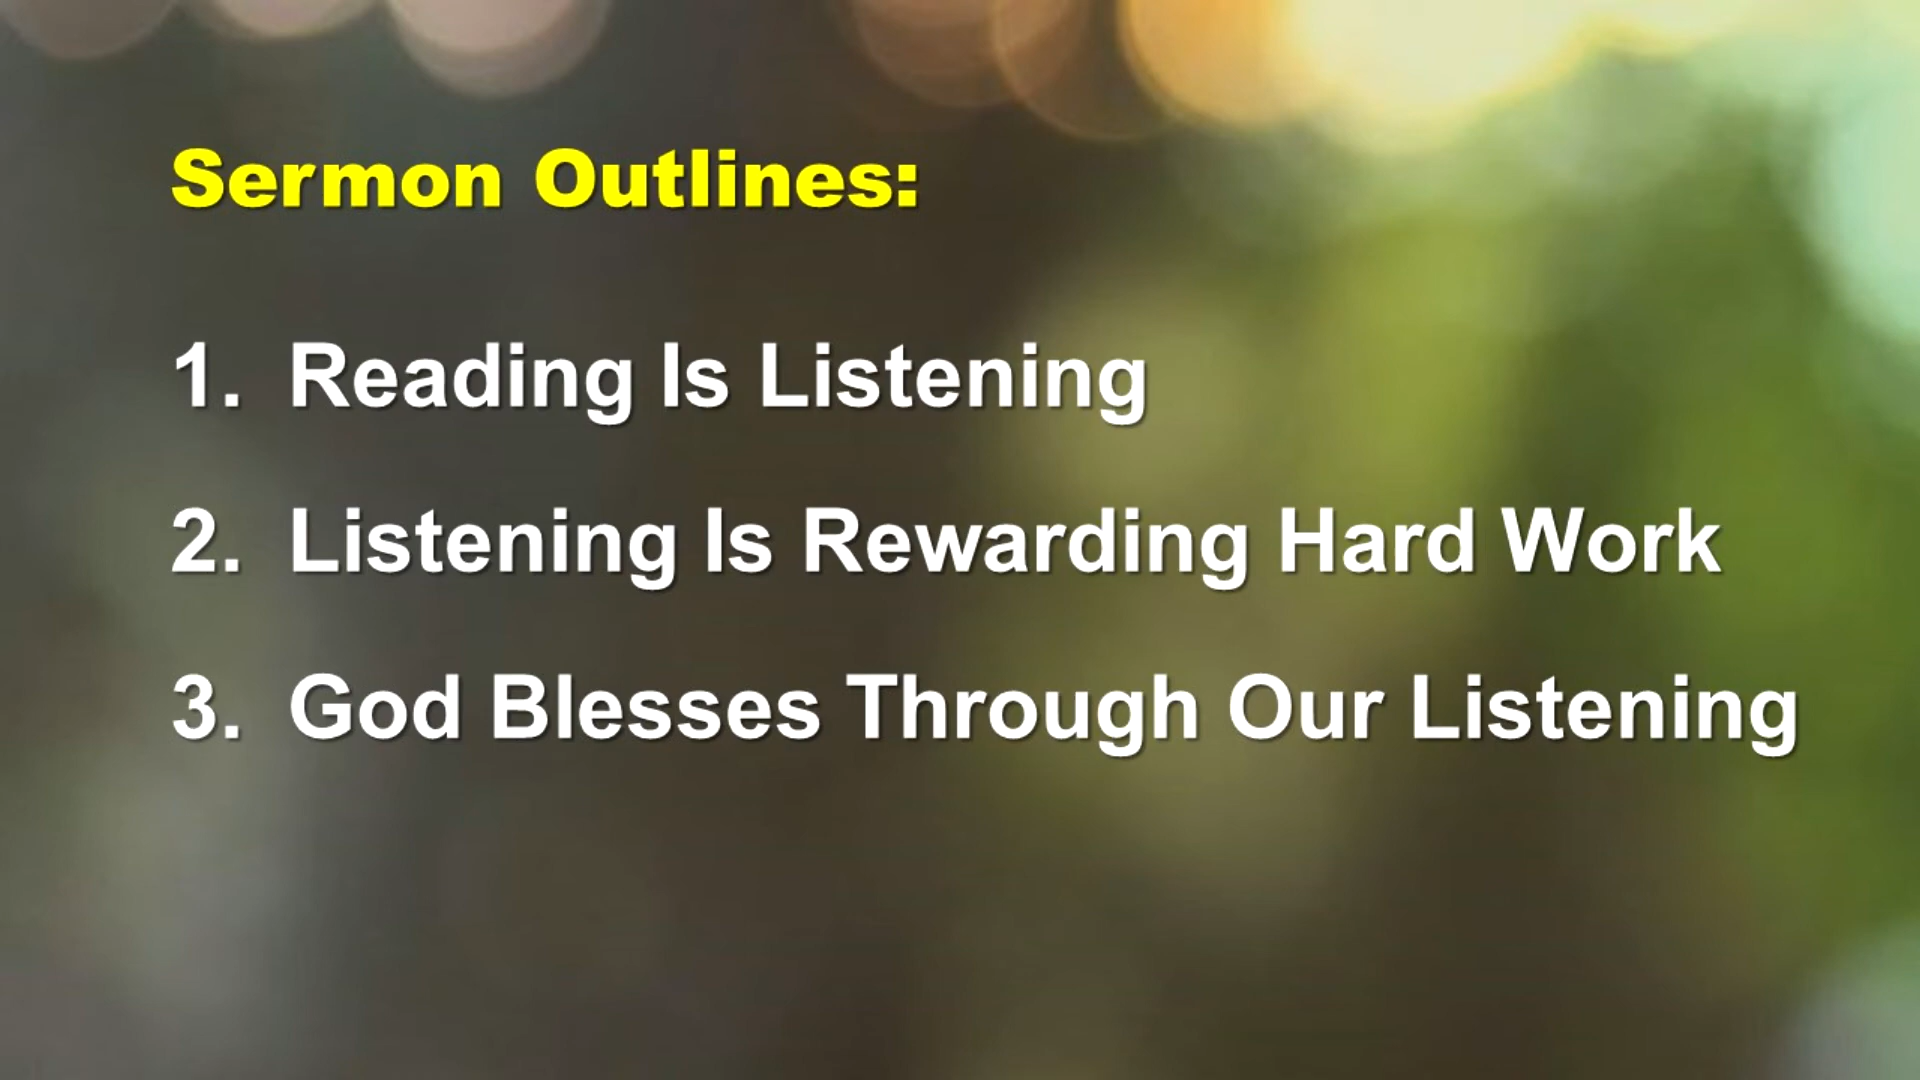 Sermon Outlines:
1. Reading Is Listening
2. Listening Is Rewarding Hard Work
3. God Blesses Through Our Listening